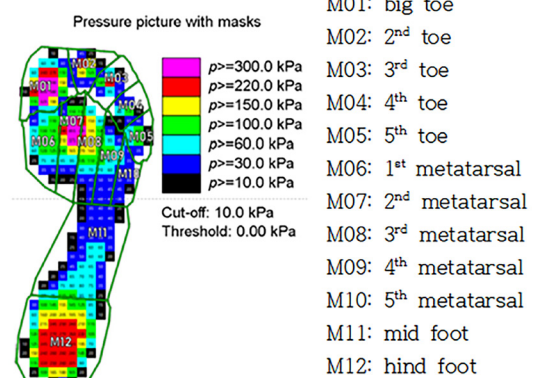 Pressure picture with masks
M01
M02
M03
M04
M05
M06
M07
M08
M09
M10
M11
M12
p>=300.0 kPa
p>=220.0 kPa
p>=150.0 kPa
p>=100.0 kPa
p>=60.0 kPa
p>=30.0 kPa
p>=10.0 kPa
Cut-off: 10.0 kPa
Threshold: 0.00 kPa
M01: big toe
M02: 2nd toe
M03: 3rd toe
M04: 4th toe
M05: 5th toe
M06: 1st metatarsal
M07: 2nd metatarsal
M08: 3rd metatarsal
M09: 4th metatarsal
M10: 5th metatarsal
M11: mid foot
M12: hind foot